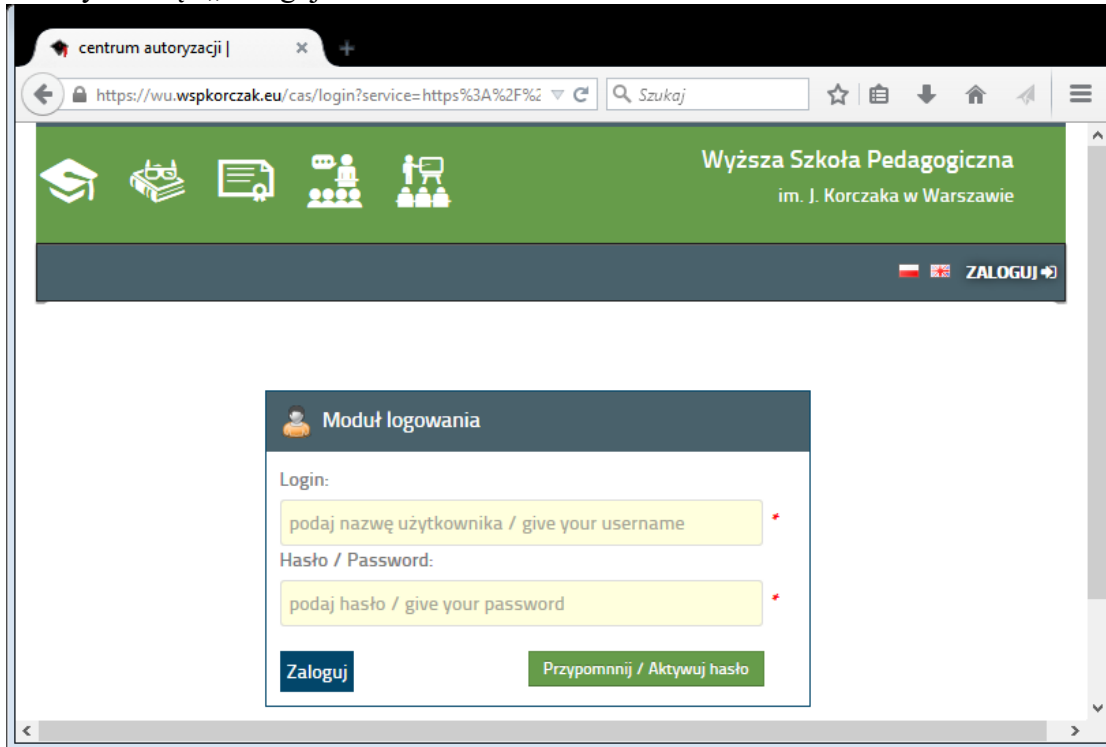 centrum autoryzacji |
https://wu.wspkorczak.eu/cas/login?service=https%3A%2F%2
Szukaj
Wyższa Szkoła Pedagogiczna
im. J. Korczaka w Warszawie
ZALOGUJ
Moduł logowania
Login:
podaj nazwę użytkownika / give your username *
Hasło / Password:
podaj hasło / give your password *
Zaloguj
Przypomnnij / Aktywuj hasło